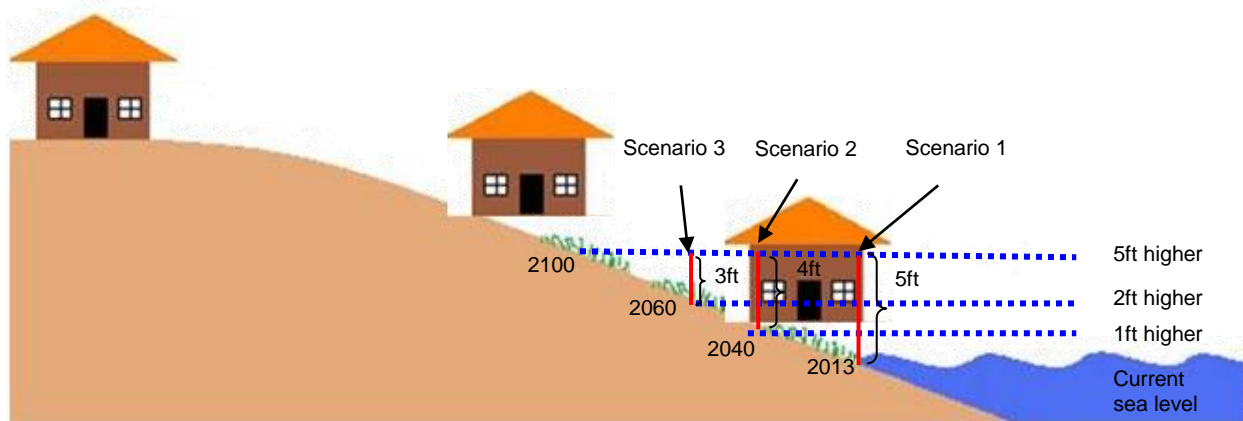 Scenario 3
Scenario 2
Scenario 1
2100
3ft
4ft
5ft
5ft higher
2060
2ft higher
2040
1ft higher
2013
Current
sea level